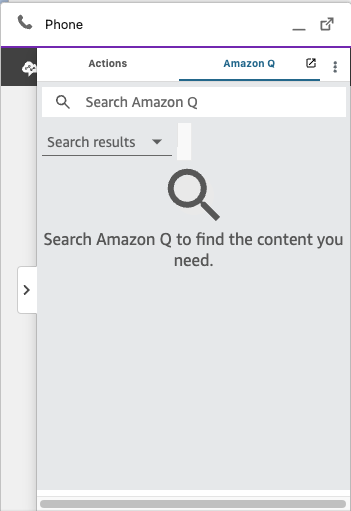 Phone
Actions
Amazon Q
Search Amazon Q
Search results
Search Amazon Q to find the content you
need.